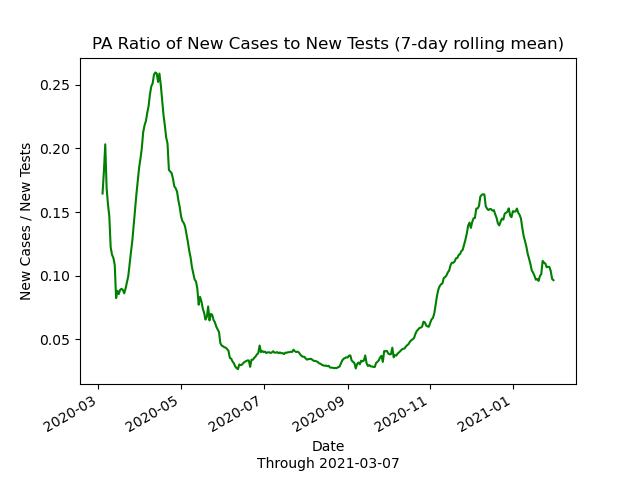 PA Ratio of New Cases to New Tests (7-day rolling mean)
0.25
0.20
0.15
0.10
0.05
New Cases / New Tests
2020-03
2020-05
2020-07
2020-09
2020-11
2021-01
Date
Through 2021-03-07